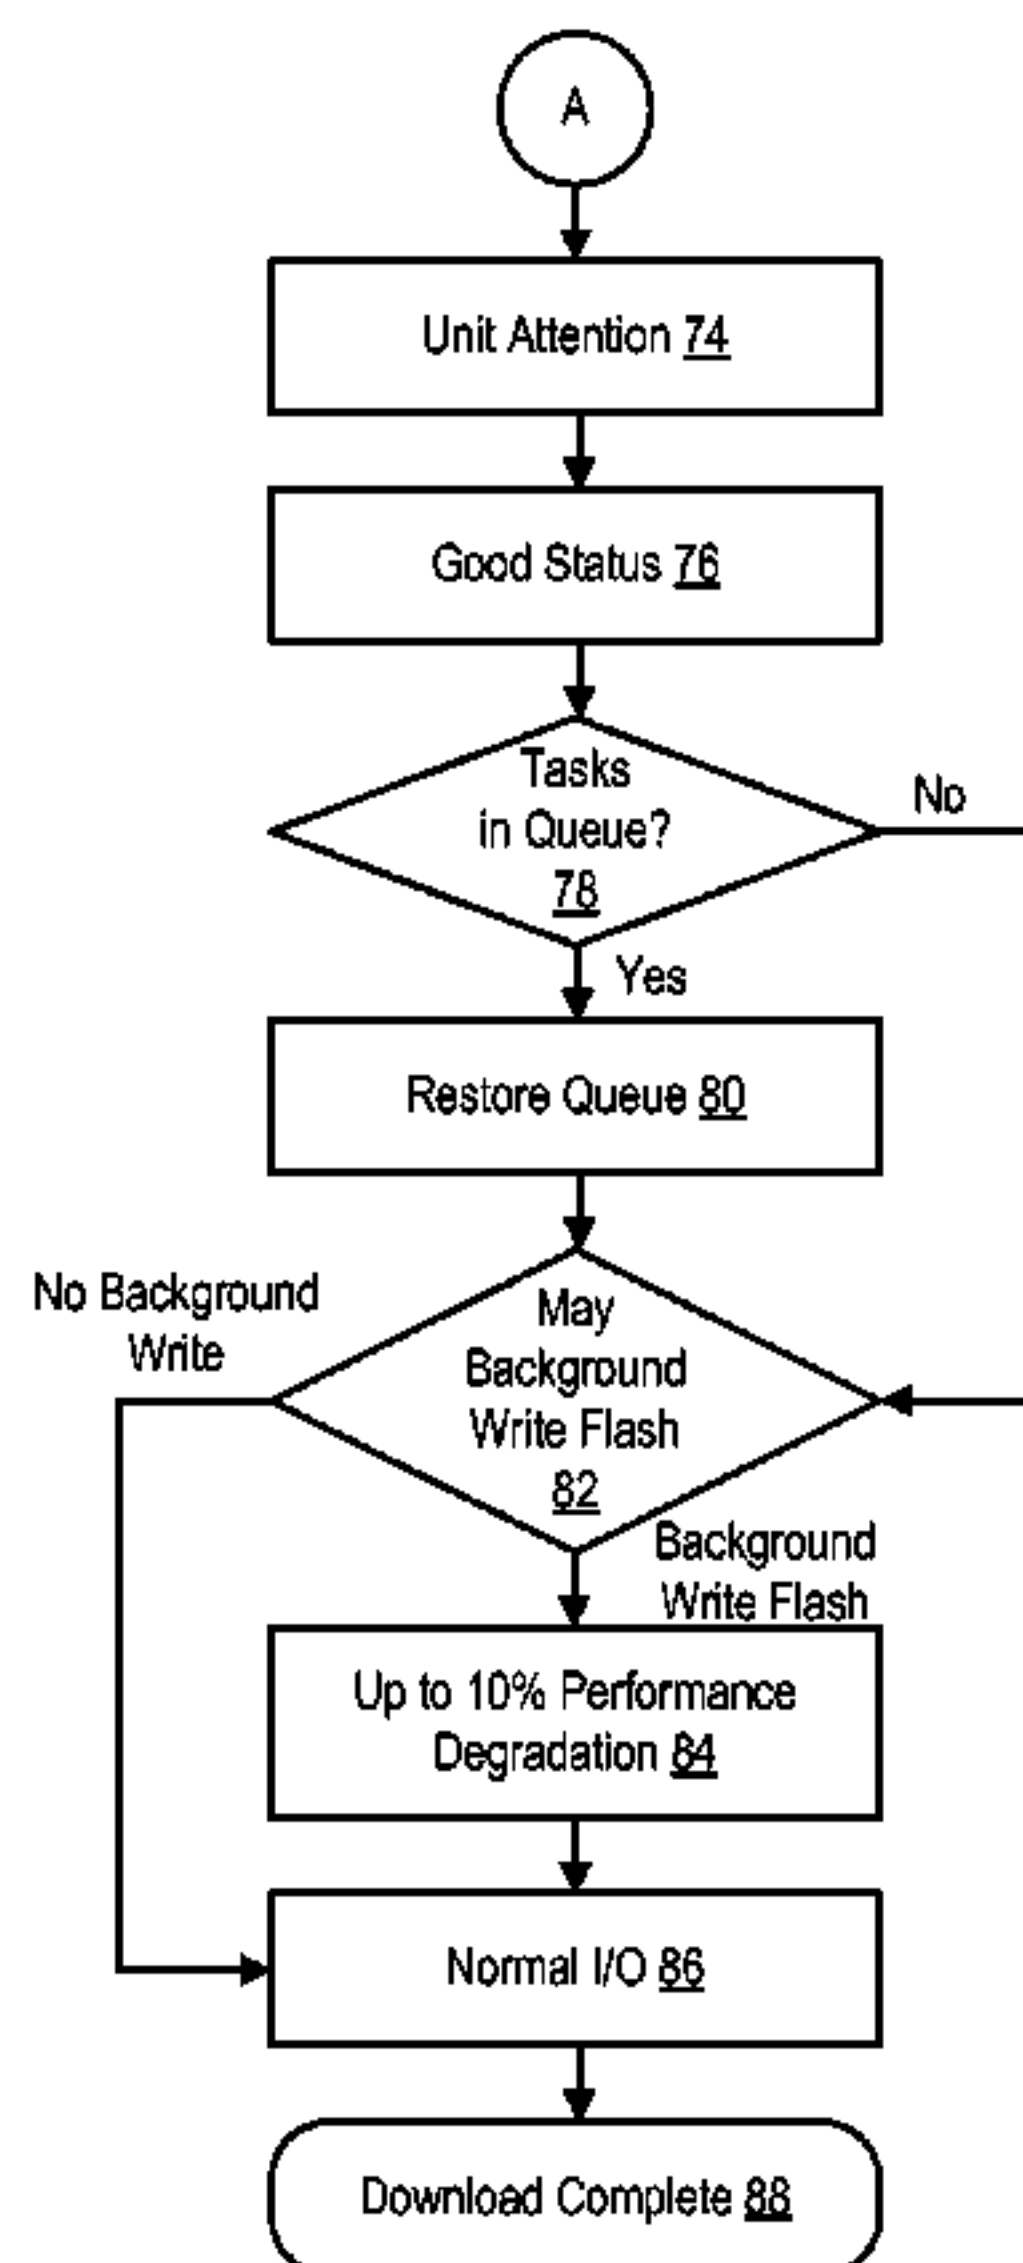 A
Unit Attention 74
Good Status 76
Tasks
in Queue?
78
No
Yes
Restore Queue 80
No Background
Write
May
Background
Write Flash
82
Background
Write Flash
Up to 10% Performance
Degradation 84
Normal I/O 86
Download Complete 88